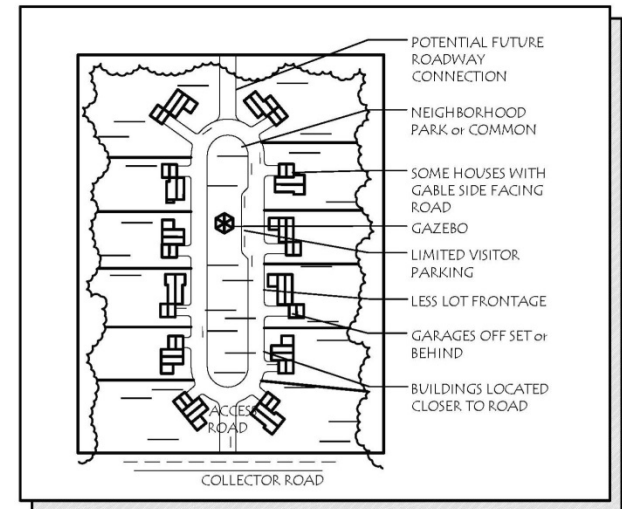 POTENTIAL FUTURE
ROADWAY
CONNECTION
NEIGHBORHOOD
PARK or COMMON
SOME HOUSES WITH
GABLE SIDE FACING
ROAD
GAZEBO
LIMITED VISITOR
PARKING
LESS LOT FRONTAGE
GARAGES OFF SET or
BEHIND
BUILDINGS LOCATED
CLOSER TO ROAD
ACCESS
ROAD
COLLECTOR ROAD